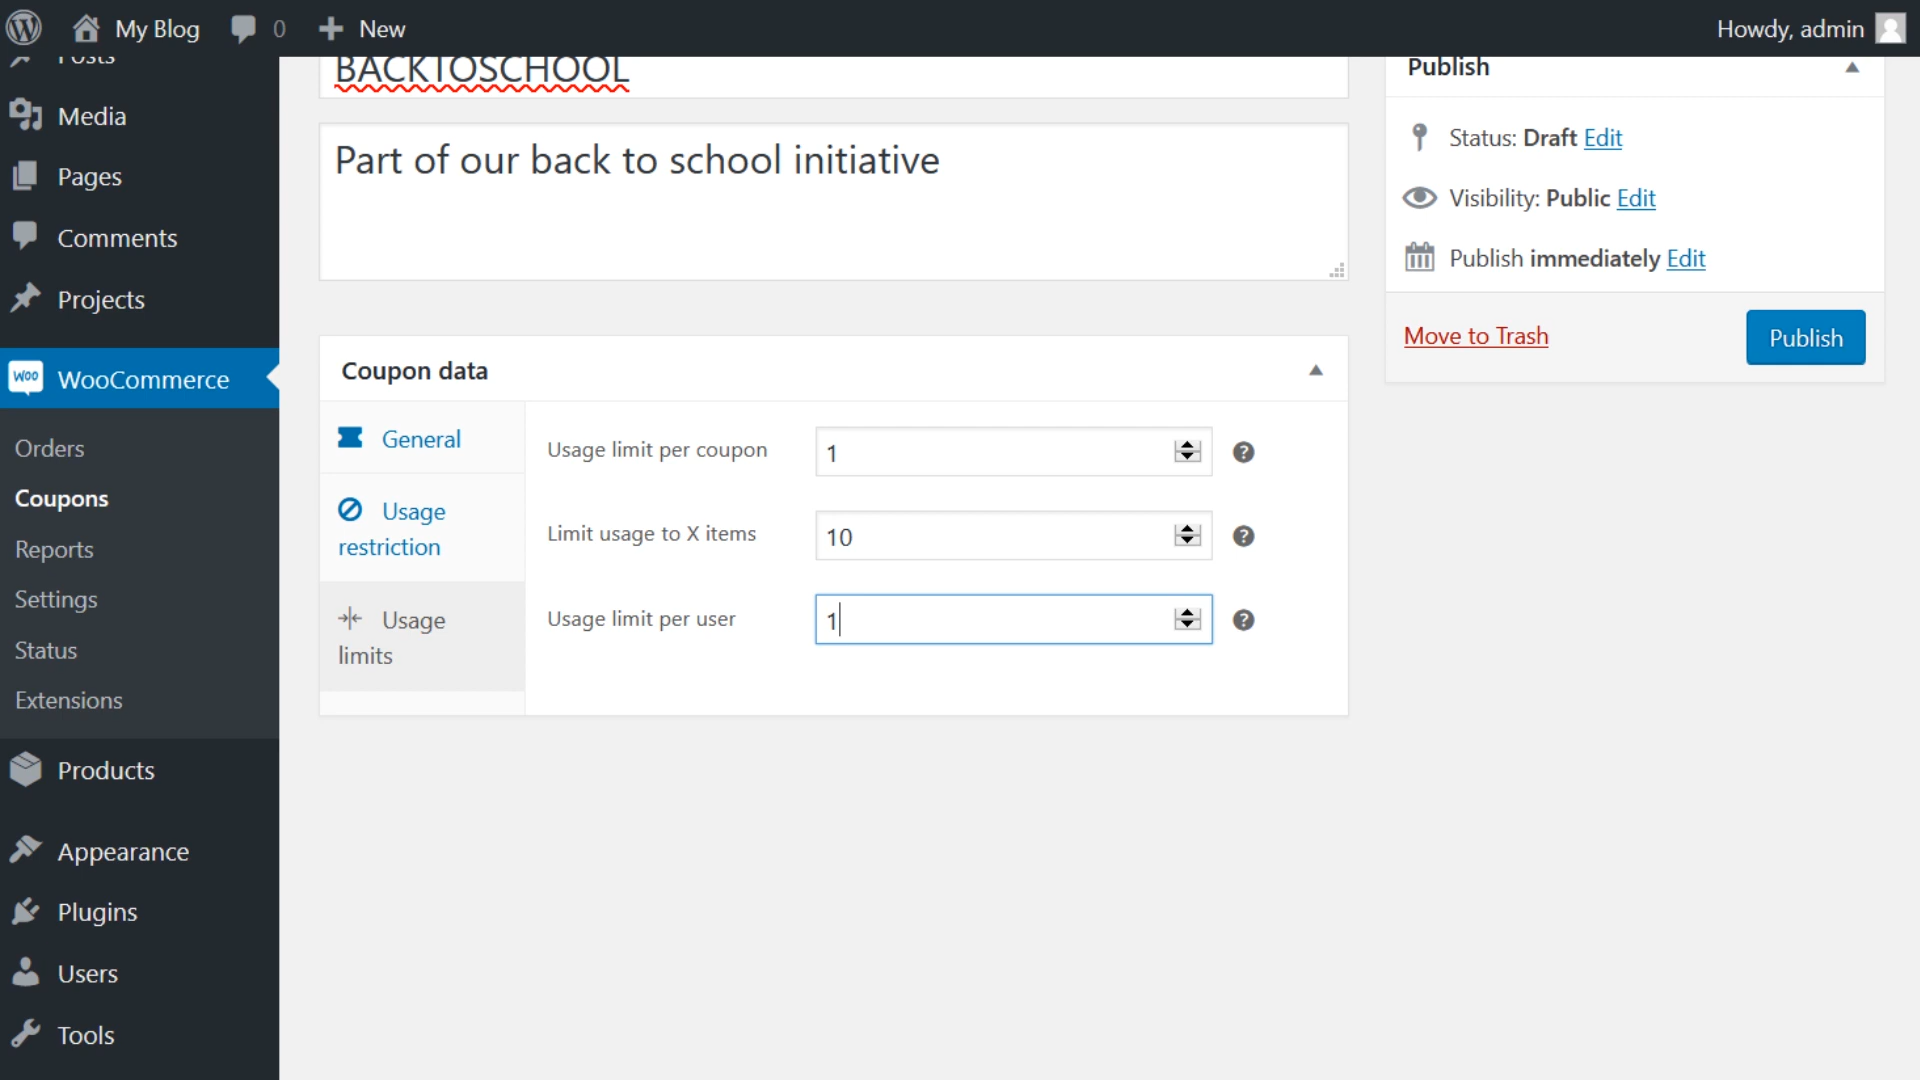 My Blog 0 New Howdy, admin
Posts
Media
Pages
Comments
Projects
WOO WooCommerce
Orders
Coupons
Reports
Settings
Status
Extensions
Products
Appearance
Plugins
Users
Tools
BACKTOSCHOOL
Part of our back to school initiative
Coupon data
General
Usage
restriction
Usage
limits
Usage limit per coupon 1 ?
Limit usage to X items 10 ?
Usage limit per user 1 ?
Publish
Status: Draft Edit
Visibility: Public Edit
Publish immediately Edit
Move to Trash Publish